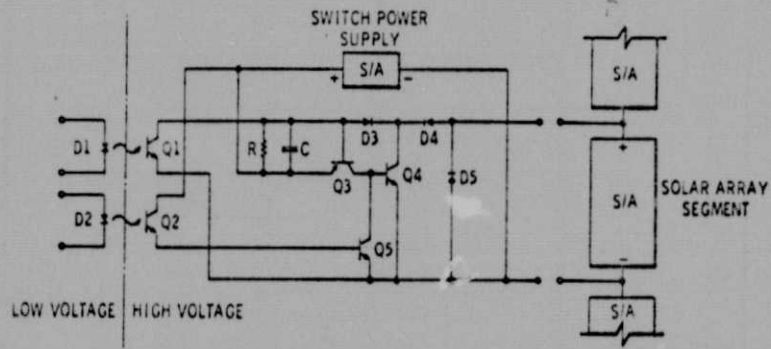 SWITCH POWER
SUPPLY
+ S/A -
S/A
D1
Q1
R
C
D3
D4
Q3
Q4
D5
+
S/A
-
SOLAR ARRAY
SEGMENT
D2
Q2
Q5
LOW VOLTAGE
HIGH VOLTAGE
S/A